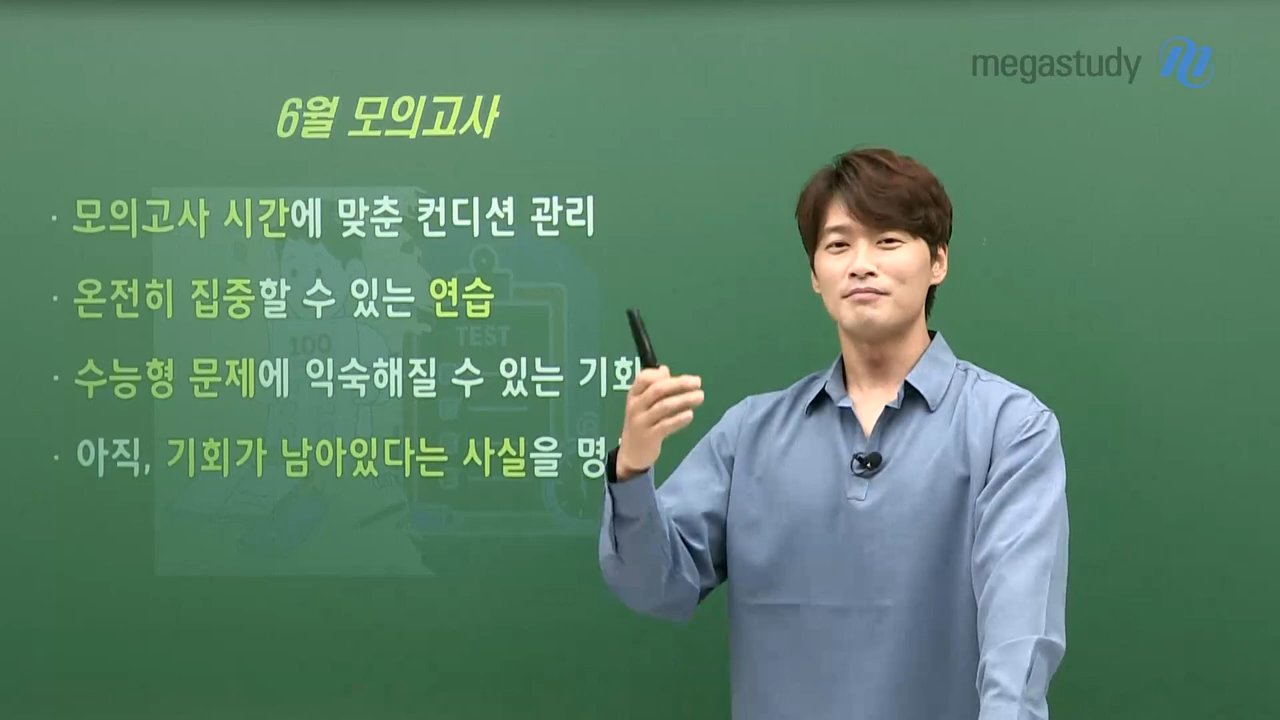 megastudy
6월 모의고사
· 모의고사 시간에 맞춘 컨디션 관리
· 온전히 집중할 수 있는 연습
TEST
100
· 수능형 문제에 익숙해질 수 있는
· 아직, 기회가 남아있다는 사실을